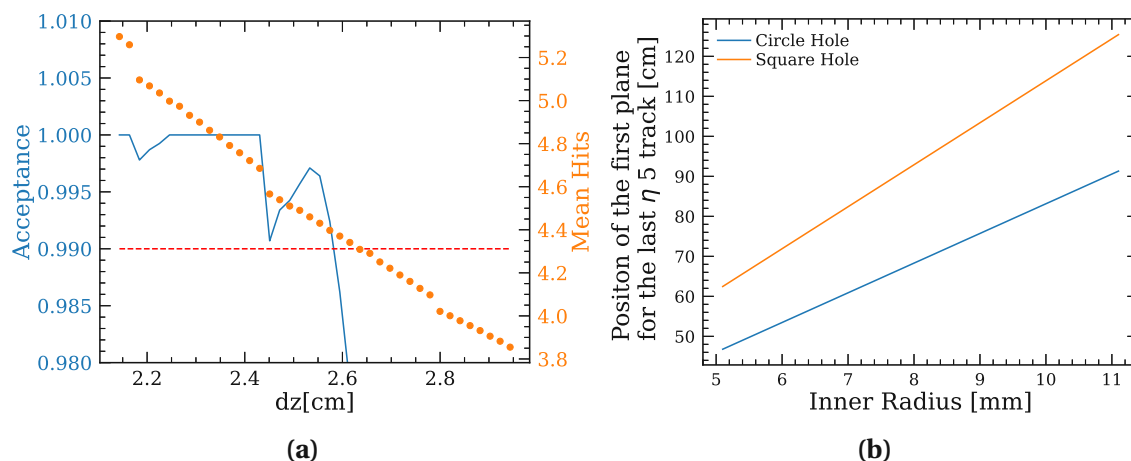 1.010
1.005
1.000
0.995
0.990
0.985
0.980
Acceptance
5.2
5.0
4.8
4.6
4.4
4.2
4.0
3.8
Mean Hits
2.2 2.4 2.6 2.8
dz[cm]
(a)
Positon of the first plane
for the last η 5 track [cm]
120
110
100
90
80
70
60
50
Circle Hole
Square Hole
5 6 7 8 9 10 11
Inner Radius [mm]
(b)